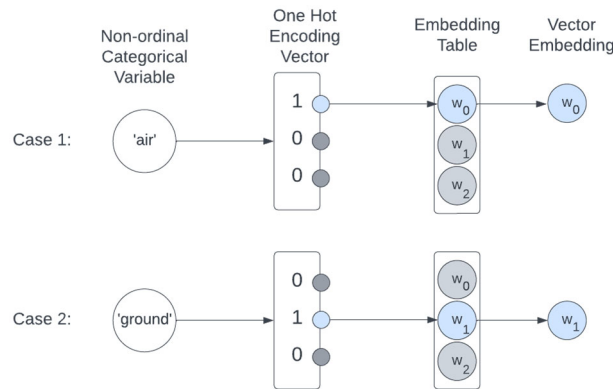 Non-ordinal
Categorical
Variable
One Hot
Encoding
Vector
Embedding
Table
Vector
Embedding
Case 1:
'air'
1
0
0
w0
w1
w2
w0
Case 2:
'ground'
0
1
0
w0
w1
w2
w1